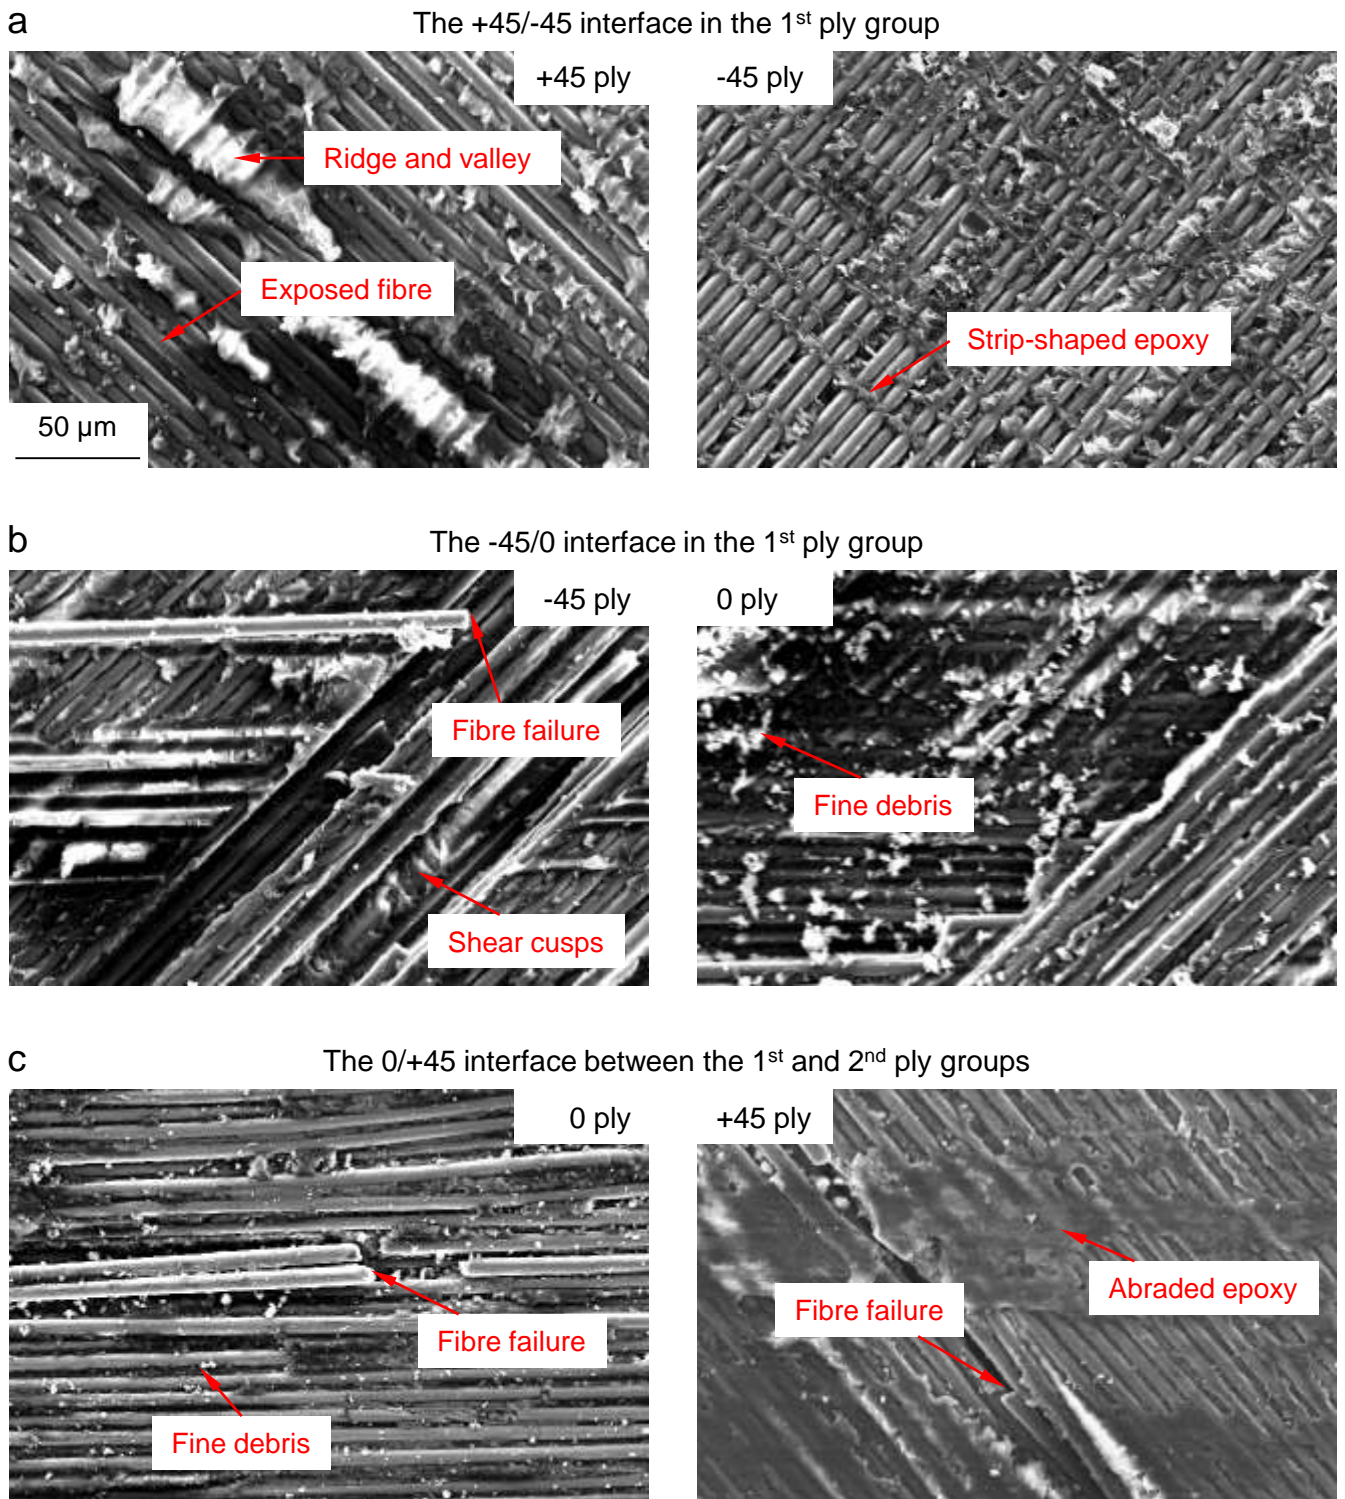 a
The +45/-45 interface in the 1st ply group
+45 ply
-45 ply
Ridge and valley
Exposed fibre
Strip-shaped epoxy
50 µm
b
The -45/0 interface in the 1st ply group
-45 ply
0 ply
Fibre failure
Fine debris
Shear cusps
c
The 0/+45 interface between the 1st and 2nd ply groups
0 ply
+45 ply
Abraded epoxy
Fibre failure
Fibre failure
Fine debris